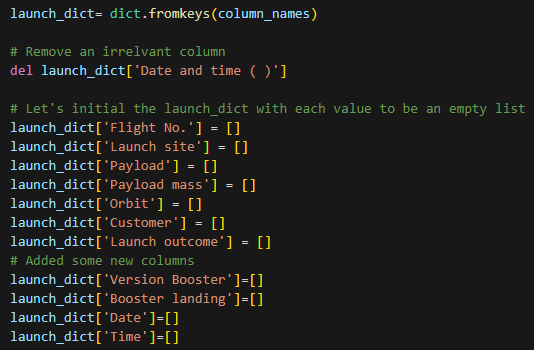 launch_dict= dict.fromkeys(column_names)
# Remove an irrelvant column
del launch_dict['Date and time ( )']
# Let's initial the launch_dict with each value to be an empty list
launch_dict['Flight No.'] = []
launch_dict['Launch site'] = []
launch_dict['Payload'] = []
launch_dict['Payload mass'] = []
launch_dict['Orbit'] = []
launch_dict['Customer'] = []
launch_dict['Launch outcome'] = []
# Added some new columns
launch_dict['Version Booster']=[]
launch_dict['Booster landing']=[]
launch_dict['Date']=[]
launch_dict['Time']=[]